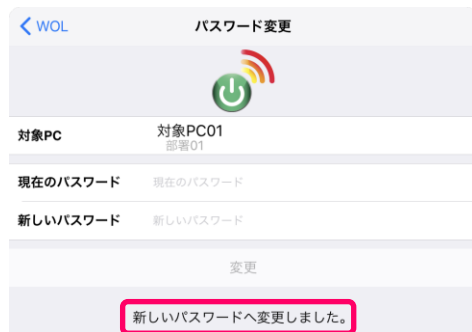 WOL
パスワード変更
対象PC
対象PC01
部署01
現在のパスワード 現在のパスワード
新しいパスワード 新しいパスワード
変更
新しいパスワードへ変更しました。